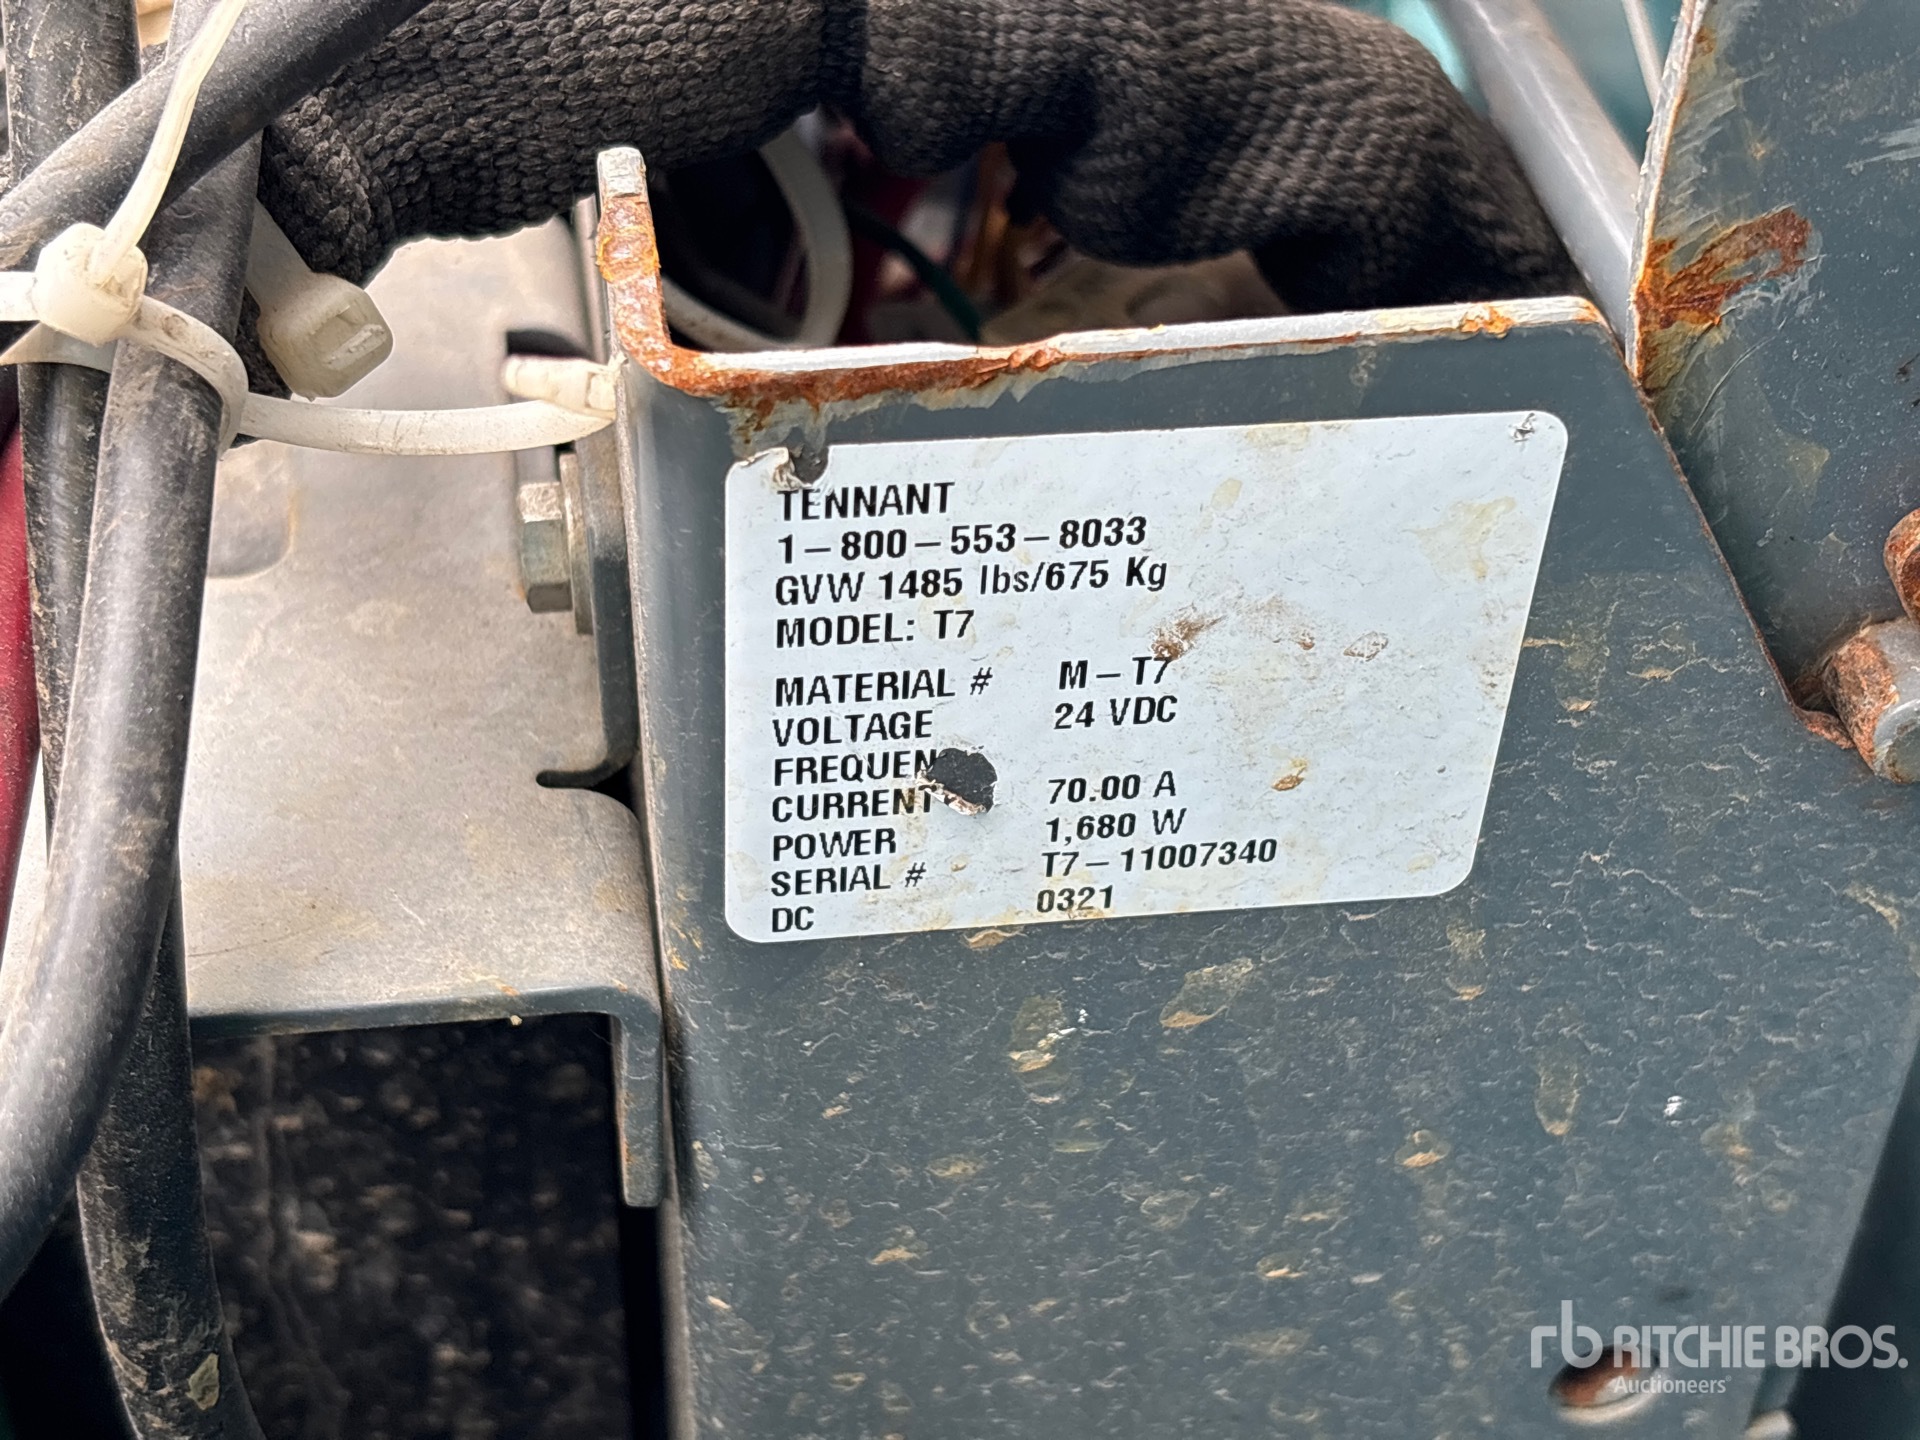 TENNANT
1-800-553-8033
GVW 1485 lbs/675 Kg
MODEL: T7
MATERIAL # M-T7
VOLTAGE 24 VDC
FREQUEN
CURRENT 70.00 A
POWER 1,680 W
SERIAL # T7-11007340
DC 0321
rb RITCHIE BROS.
Auctioneers